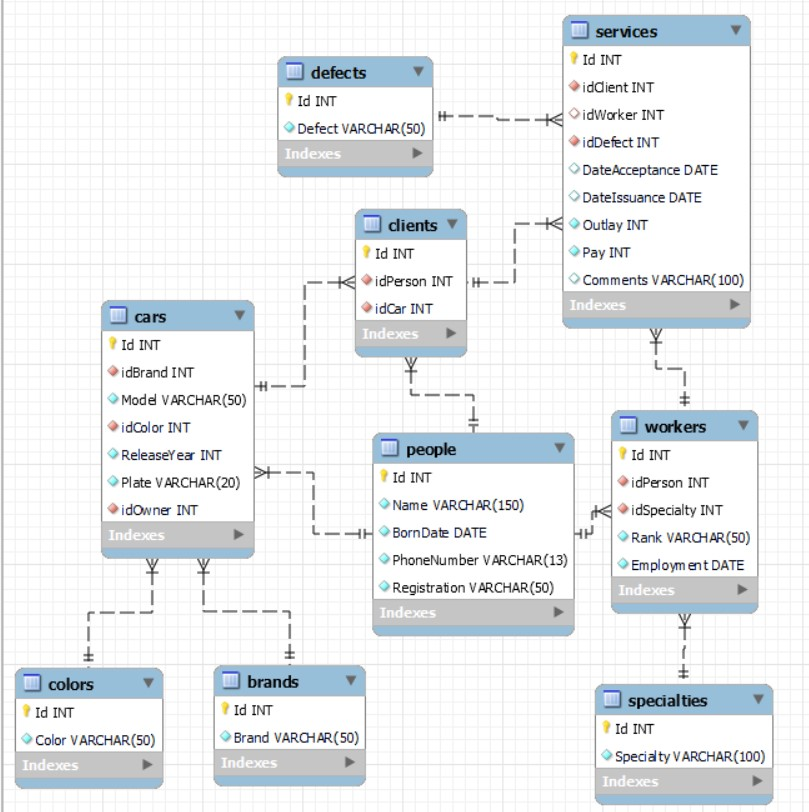 services
Id INT
idClient INT
idWorker INT
idDefect INT
DateAcceptance DATE
DateIssuance DATE
Outlay INT
Pay INT
Comments VARCHAR(100)
Indexes
defects
Id INT
Defect VARCHAR(50)
Indexes
clients
Id INT
idPerson INT
idCar INT
Indexes
cars
Id INT
idBrand INT
Model VARCHAR(50)
idColor INT
ReleaseYear INT
Plate VARCHAR(20)
idOwner INT
Indexes
people
Id INT
Name VARCHAR(150)
BornDate DATE
PhoneNumber VARCHAR(13)
Registration VARCHAR(50)
Indexes
workers
Id INT
idPerson INT
idSpecialty INT
Rank VARCHAR(50)
Employment DATE
Indexes
colors
Id INT
Color VARCHAR(50)
Indexes
brands
Id INT
Brand VARCHAR(50)
Indexes
specialties
Id INT
Specialty VARCHAR(100)
Indexes